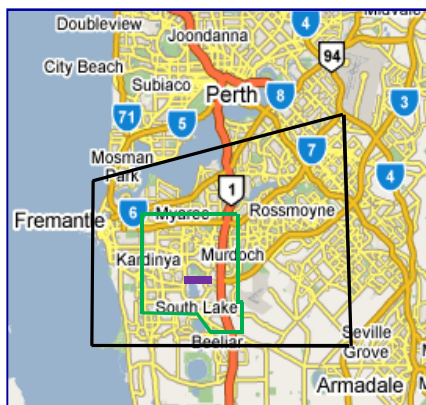 Doubleview
Joondanna
4
Midvale
City Beach
94
Subiaco
Perth
8
3
71
5
7
Mosman
Park
4
1
Fremantle
6
Myaree
Rossmoyne
Kardinya
Murdoch
South Lake
Beeliar
Seville
Grove
Armadale